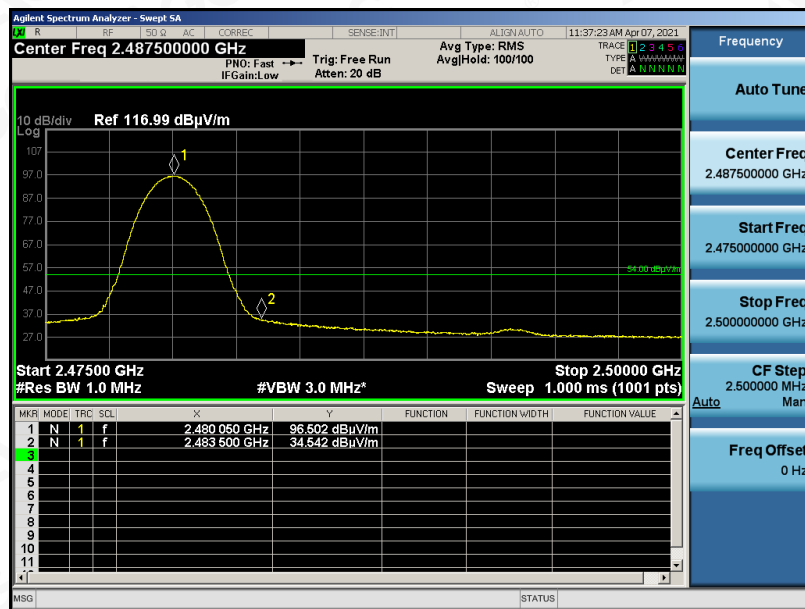 Agilent Spectrum Analyzer - Swept SA
LXI R RF 50 Ω AC CORREC SENSE:INT ALIGN AUTO 11:37:23 AM Apr 07, 2021
Center Freq 2.487500000 GHz
PNO: Fast
IFGain:Low
Trig: Free Run
Atten: 20 dB
Avg Type: RMS
Avg|Hold: 100/100
TRACE 1 2 3 4 5 6
TYPE A
DET A N N N N N
10 dB/div
Log
Ref 116.99 dBµV/m
107
97.0
87.0
77.0
67.0
57.0
47.0
37.0
27.0
1
2
54.00 dBµV/m
Start 2.47500 GHz
Stop 2.50000 GHz
#Res BW 1.0 MHz
#VBW 3.0 MHz*
Sweep 1.000 ms (1001 pts)
MKR MODE TRC SCL X Y FUNCTION FUNCTION WIDTH FUNCTION VALUE
1 N 1 f 2.480 050 GHz 96.502 dBµV/m
2 N 1 f 2.483 500 GHz 34.542 dBµV/m
3
4
5
6
7
8
9
10
11
MSG
STATUS
Frequency
Auto Tune
Center Freq
2.487500000 GHz
Start Freq
2.475000000 GHz
Stop Freq
2.500000000 GHz
CF Step
2.500000 MHz
Auto Man
Freq Offset
0 Hz